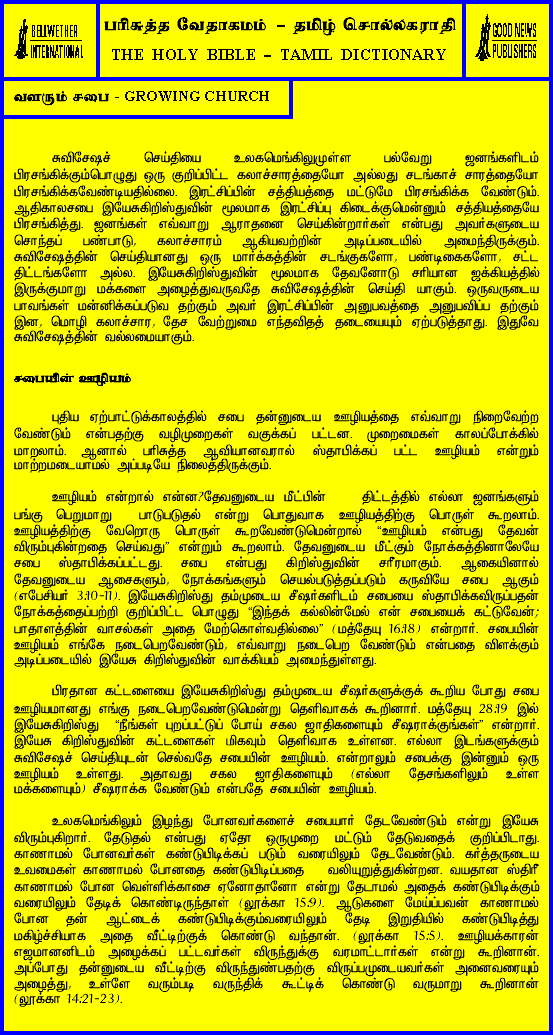 BELLWETHER
INTERNATIONAL
பரிசுத்த வேதாகமம் – தமிழ் சொல்லகராதி
THE HOLY BIBLE – TAMIL DICTIONARY
GOOD NEWS
PUBLISHERS
வளரும் சபை - GROWING CHURCH
சுவிசேஷச் செய்தியை உலகமெங்கிலுமுள்ள பல்வேறு ஜனங்களிடம்
பிரசங்கிக்கும்பொழுது ஒரு குறிப்பிட்ட கலாச்சாரத்தையோ அல்லது சடங்காச் சாரத்தையோ
பிரசங்கிக்கவேண்டியதில்லை. இரட்சிப்பின் சத்தியத்தை மட்டுமே பிரசங்கிக்க வேண்டும்.
ஆதிகாலசபை இயேசுகிறிஸ்துவின் மூலமாக இரட்சிப்பு கிடைக்குமென்னும் சத்தியத்தையே
பிரசங்கித்து. ஜனங்கள் எவ்வாறு ஆராதனை செய்கின்றார்கள் என்பது அவர்களுடைய
சொந்தப் பண்பாடு, கலாச்சாரம் ஆகியவற்றின் அடிப்படையில் அமைந்திருக்கும்.
சுவிசேஷத்தின் செய்தியானது ஒரு மார்க்கத்தின் சடங்குகளோ, பண்டிகைகளோ, சட்ட
திட்டங்களோ அல்ல. இயேசுகிறிஸ்துவின் மூலமாக தேவனோடு சரியான ஐக்கியத்தில்
இருக்குமாறு மக்களை அழைத்துவருவதே சுவிசேஷத்தின் செய்தி யாகும். ஒருவருடைய
பாவங்கள் மன்னிக்கப்படுவ தற்கும் அவர் இரட்சிப்பின் அனுபவத்தை அனுபவிப்ப தற்கும்
இன, மொழி கலாச்சார, தேச வேற்றுமை எந்தவிதத் தடையையும் ஏற்படுத்தாது. இதுவே
சுவிசேஷத்தின் வல்லமையாகும்.
சபையின் ஊழியம்
புதிய ஏற்பாட்டுக்காலத்தில் சபை தன்னுடைய ஊழியத்தை எவ்வாறு நிறைவேற்ற
வேண்டும் என்பதற்கு வழிமுறைகள் வகுக்கப் பட்டன. முறைமைகள் காலப்போக்கில்
மாறலாம். ஆனால் பரிசுத்த ஆவியானவரால் ஸ்தாபிக்கப் பட்ட ஊழியம் என்றும்
மாற்றமடையாமல் அப்படியே நிலைத்திருக்கும்.
ஊழியம் என்றால் என்ன?தேவனுடைய மீட்பின் திட்டத்தில் எல்லா ஜனங்களும்
பங்கு பெறுமாறு பாடுபடுதல் என்று பொதுவாக ஊழியத்திற்கு பொருள் கூறலாம்.
ஊழியத்திற்கு வேறொரு பொருள் கூறவேண்டுமென்றால் “ஊழியம் என்பது தேவன்
விரும்புகின்றதை செய்வது” என்றும் கூறலாம். தேவனுடைய மீட்கும் நோக்கத்தினாலேயே
சபை ஸ்தாபிக்கப்பட்டது. சபை என்பது கிறிஸ்துவின் சரீரமாகும். ஆகையினால்
தேவனுடைய ஆசைகளும், நோக்கங்களும் செயல்படுத்தப்படும் கருவியே சபை ஆகும்
(எபேசியர் 3:10-11). இயேசுகிறிஸ்து தம்முடைய சீஷர்களிடம் சபையை ஸ்தாபிக்கவிருப்பதன்
நோக்கத்தைப்பற்றி குறிப்பிட்ட பொழுது “இந்தக் கல்லின்மேல் என் சபையைக் கட்டுவேன்;
பாதாளத்தின் வாசல்கள் அதை மேற்கொள்வதில்லை” (மத்தேயு 16:18) என்றார். சபையின்
ஊழியம் எங்கே நடைபெறவேண்டும், எவ்வாறு நடைபெற வேண்டும் என்பதை விளக்கும்
அடிப்படையில் இயேசு கிறிஸ்துவின் வாக்கியம் அமைந்துள்ளது.
பிரதான கட்டளையை இயேசுகிறிஸ்து தம்முடைய சீஷர்களுக்குக் கூறிய போது சபை
ஊழியமானது எங்கு நடைபெறவேண்டுமென்று தெளிவாகக் கூறினார். மத்தேயு 28:19 இல்
இயேசுகிறிஸ்து “நீங்கள் புறப்பட்டுப் போய் சகல ஜாதிகளையும் சீஷராக்குங்கள்” என்றார்.
இயேசு கிறிஸ்துவின் கட்டளைகள் மிகவும் தெளிவாக உள்ளன. எல்லா இடங்களுக்கும்
சுவிசேஷச் செய்தியுடன் செல்வதே சபையின் ஊழியம். என்றாலும் சபைக்கு இன்னும் ஒரு
ஊழியம் உள்ளது. அதாவது சகல ஜாதிகளையும் (எல்லா தேசங்களிலும் உள்ள
மக்களையும்) சீஷராக்க வேண்டும் என்பதே சபையின் ஊழியம்.
உலகமெங்கிலும் இழந்து போனவர்களைச் சபையார் தேடவேண்டும் என்று இயேசு
விரும்புகிறார். தேடுதல் என்பது ஏதோ ஒருமுறை மட்டும் தேடுவதைக் குறிப்பிடாது.
காணாமல் போனவர்கள் கண்டுபிடிக்கப் படும் வரையிலும் தேடவேண்டும். கர்த்தருடைய
உவமைகள் காணாமல் போனதை கண்டுபிடிப்பதை வலியுறுத்துகின்றன. வயதான ஸ்திரீ
காணாமல் போன வெள்ளிக்காசை ஏனோதானோ என்று தேடாமல் அதைக் கண்டுபிடிக்கும்
வரையிலும் தேடிக் கொண்டிருந்தாள் (லூக்கா 15:9). ஆடுகளை மேய்ப்பவன் காணாமல்
போன தன் ஆட்டைக் கண்டுபிடிக்கும்வரையிலும் தேடி இறுதியில் கண்டுபிடித்து
மகிழ்ச்சியாக அதை வீட்டிற்குக் கொண்டு வந்தான். (லூக்கா 15:5). ஊழியக்காரன்
எஜமானனிடம் அழைக்கப் பட்டவர்கள் விருந்துக்கு வரமாட்டார்கள் என்று கூறினான்.
அப்போது தன்னுடைய வீட்டிற்கு விருந்துண்பதற்கு விருப்பமுடையவர்கள் அனைவரையும்
அழைத்து, உள்ளே வரும்படி வருந்திக் கூட்டிக் கொண்டு வருமாறு கூறினான்
(லூக்கா 14:21-23).